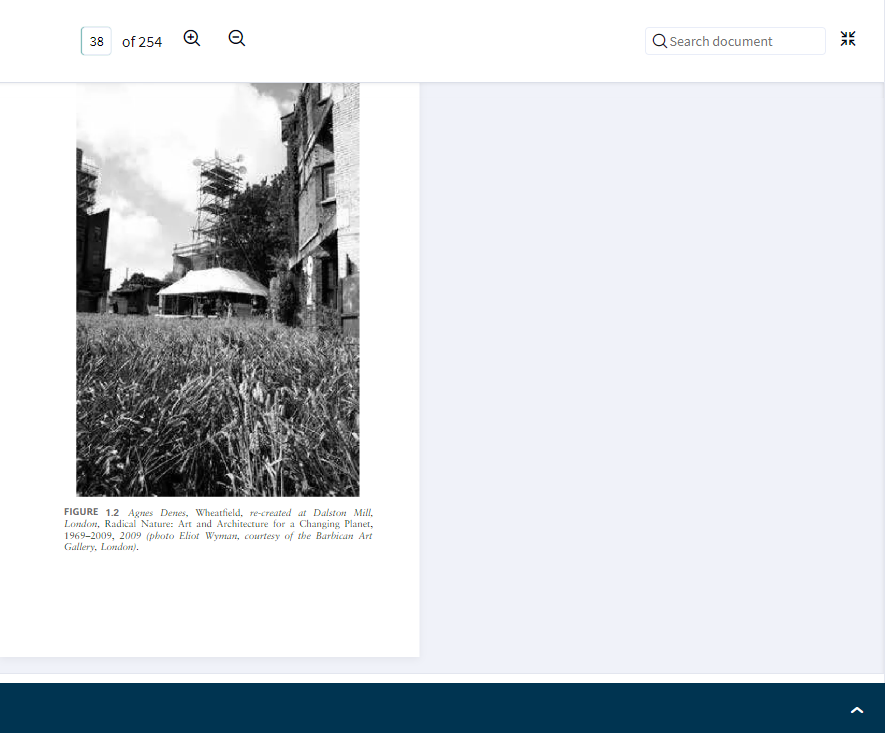 38 of 254 Search document
FIGURE 1.2 Agnes Denes, Wheatfield, re-created at Dalston Mill,
London, Radical Nature: Art and Architecture for a Changing Planet,
1969–2009, 2009 (photo Eliot Wyman, courtesy of the Barbican Art
Gallery, London).